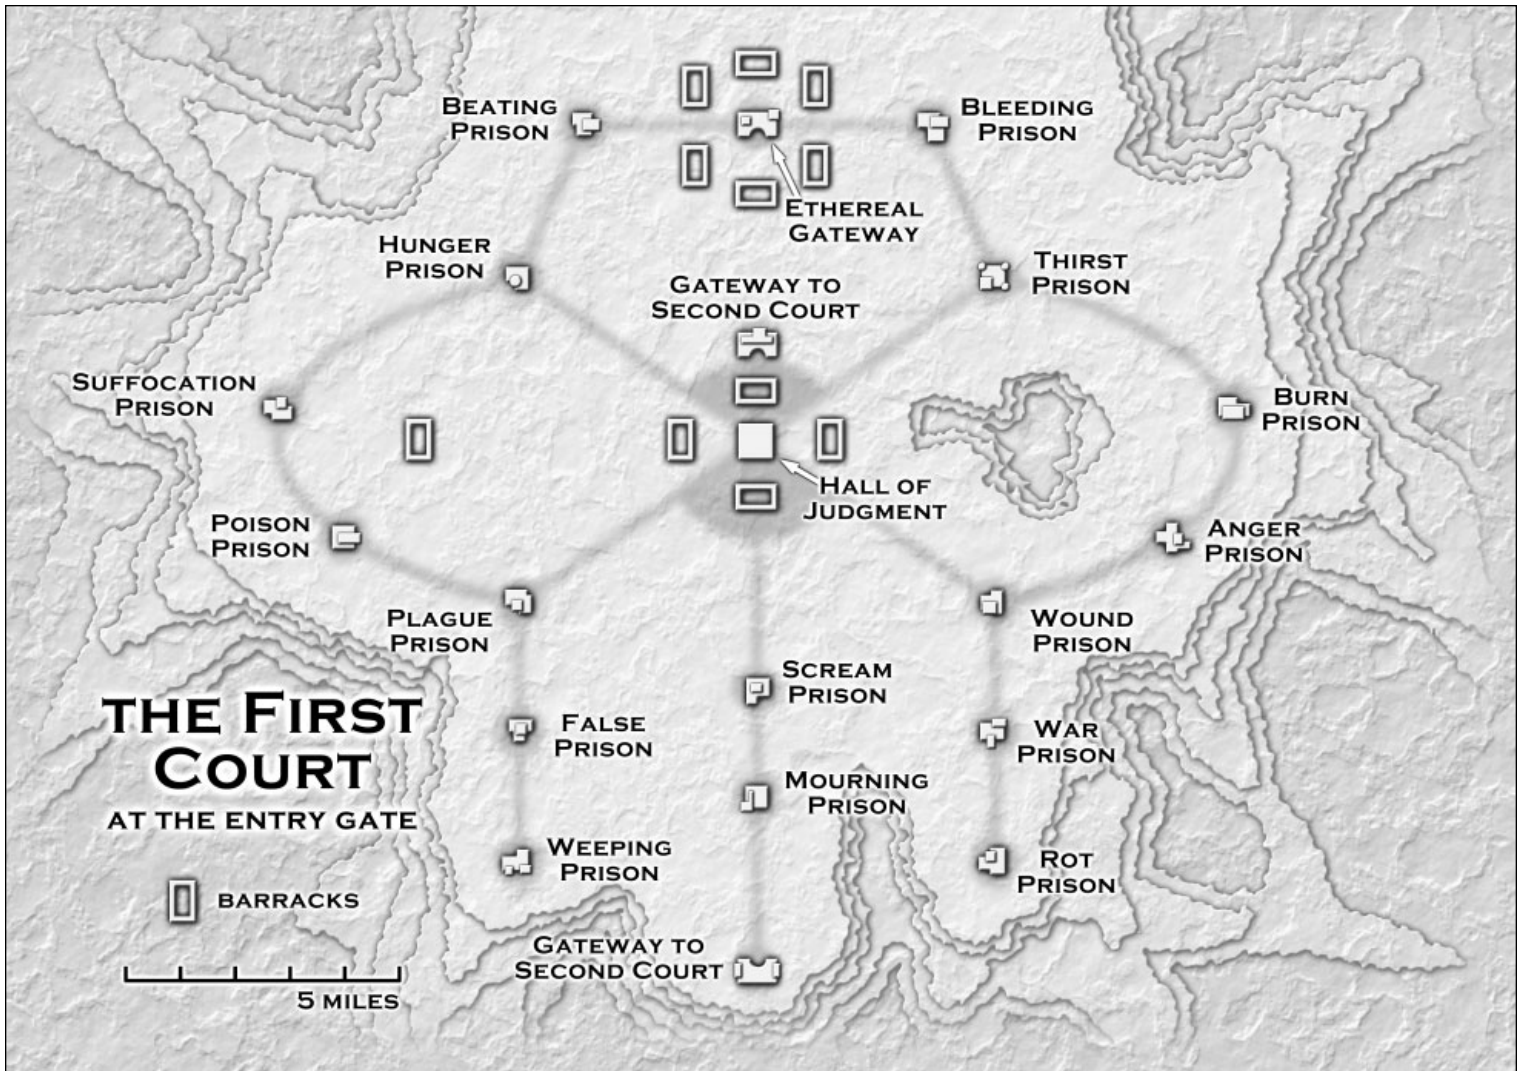 BEATING
PRISON
BLEEDING
PRISON
ETHEREAL
GATEWAY
HUNGER
PRISON
THIRST
PRISON
GATEWAY TO
SECOND COURT
SUFFOCATION
PRISON
BURN
PRISON
HALL OF
JUDGMENT
POISON
PRISON
ANGER
PRISON
PLAGUE
PRISON
WOUND
PRISON
SCREAM
PRISON
THE FIRST
COURT
AT THE ENTRY GATE
FALSE
PRISON
WAR
PRISON
MOURNING
PRISON
WEEPING
PRISON
ROT
PRISON
BARRACKS
GATEWAY TO
SECOND COURT
5 MILES